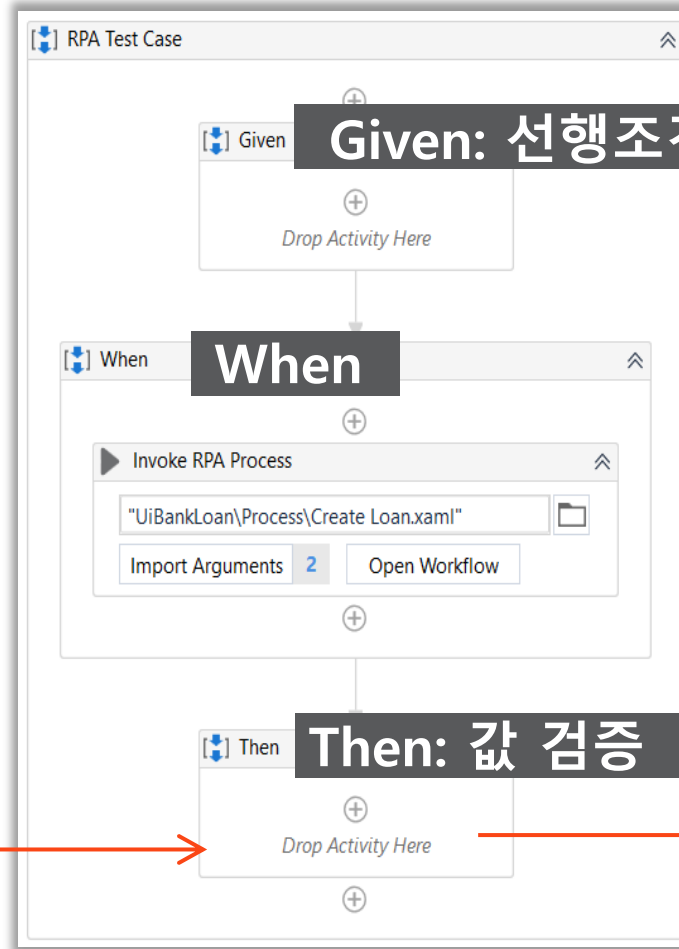 RPA Test Case
Given
Given: 선행조
Drop Activity Here
When
When
Invoke RPA Process
"UiBankLoan\Process\Create Loan.xaml"
Import Arguments 2 Open Workflow
Then
Then: 값 검증
Drop Activity Here